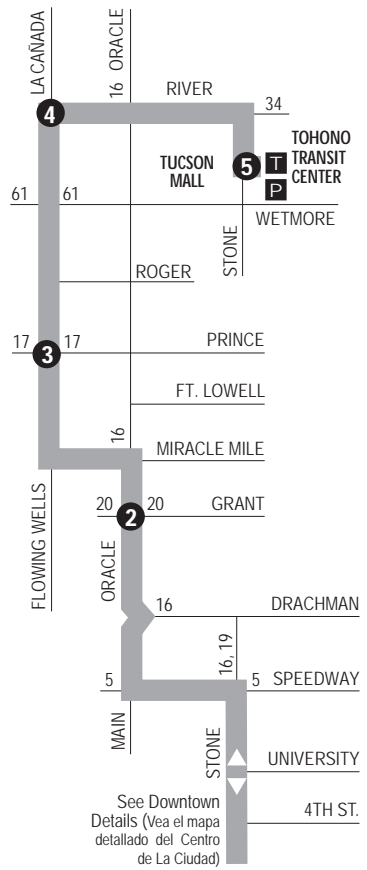 LA CAÑADA
16 ORACLE
RIVER
34
4
TOHONO
TRANSIT
CENTER
TUCSON
MALL
5
T
P
61
61
WETMORE
STONE
ROGER
17
3
17
PRINCE
FT. LOWELL
16
MIRACLE MILE
FLOWING WELLS
20
2
20
GRANT
ORACLE
16
DRACHMAN
16, 19
5
5
SPEEDWAY
MAIN
STONE
UNIVERSITY
See Downtown
Details (Vea el mapa
detallado del Centro
de La Ciudad)
4TH ST.